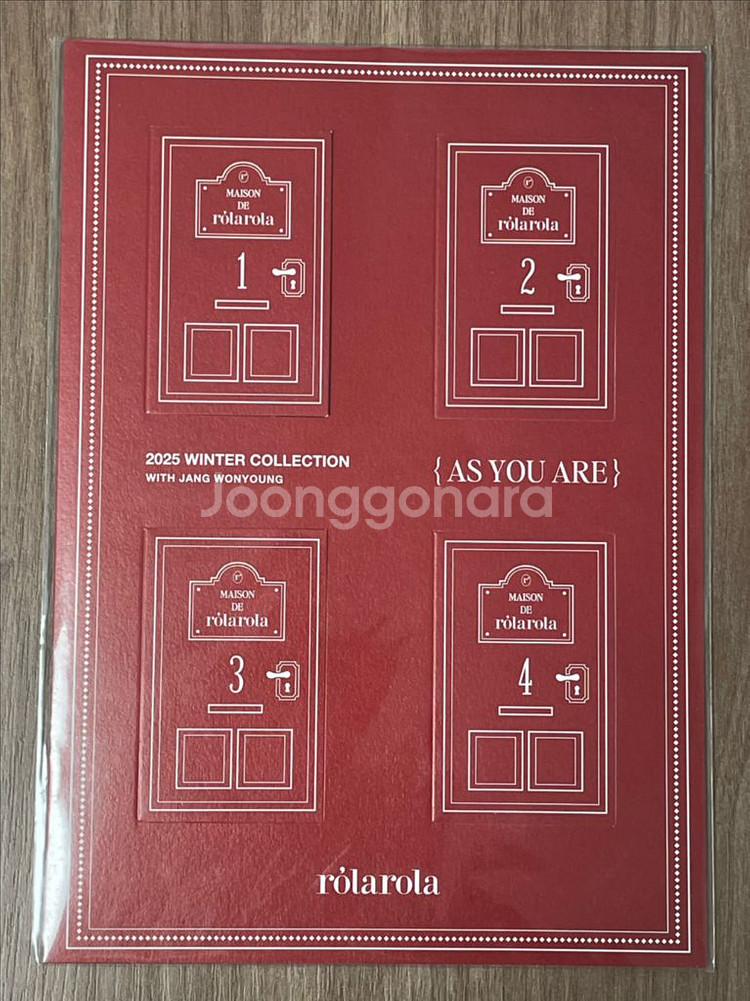 MAISON
DE
rólarola
1
MAISON
DE
rólarola
2
2025 WINTER COLLECTION
WITH JANG WONYOUNG
{AS YOU ARE}
Joonggonara
MAISON
DE
rólarola
3
MAISON
DE
rólarola
4
rólarola